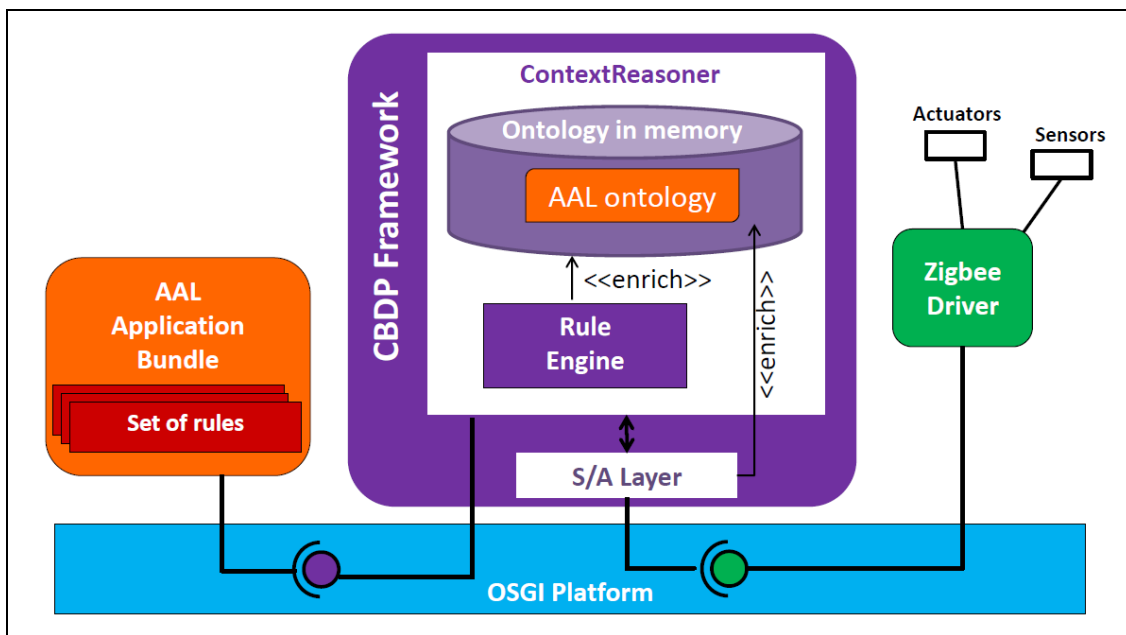 ContextReasoner
Ontology in memory
AAL ontology
<<enrich>>
<<enrich>>
Rule
Engine
CBDP Framework
S/A Layer
AAL
Application
Bundle
Set of rules
Actuators
Sensors
Zigbee
Driver
OSGI Platform